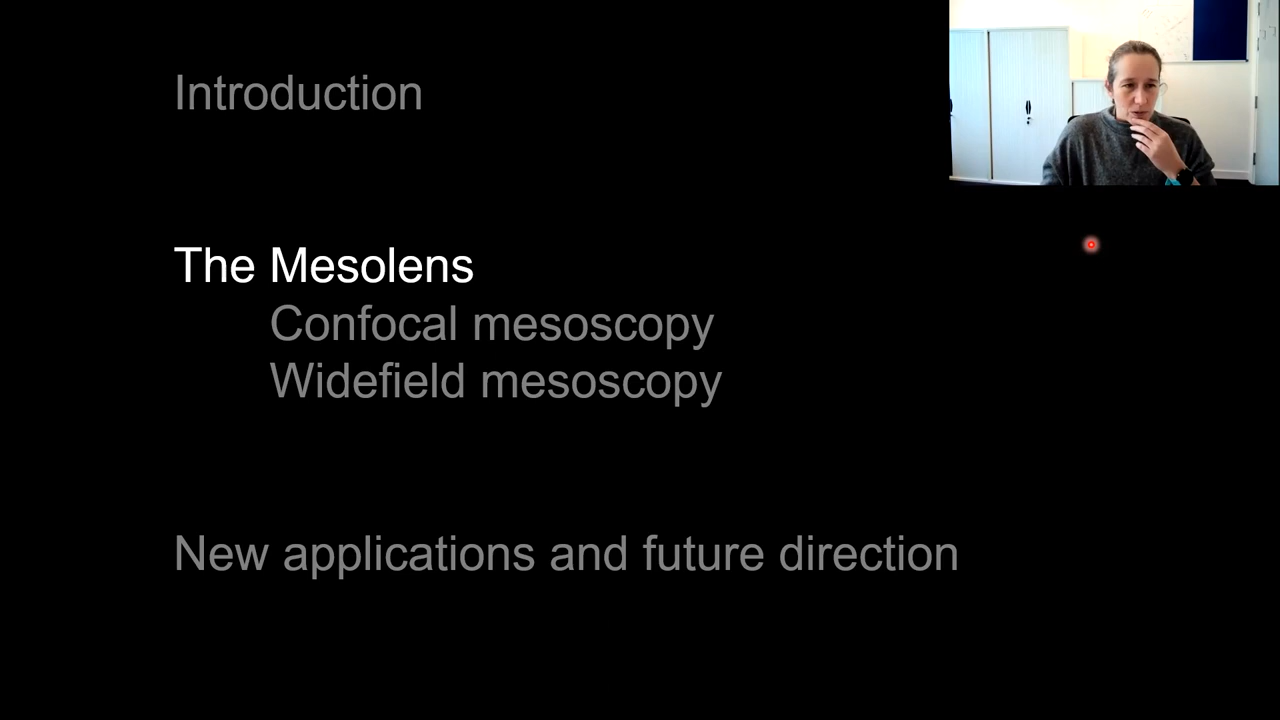 Introduction
The Mesolens
Confocal mesoscopy
Widefield mesoscopy
New applications and future direction